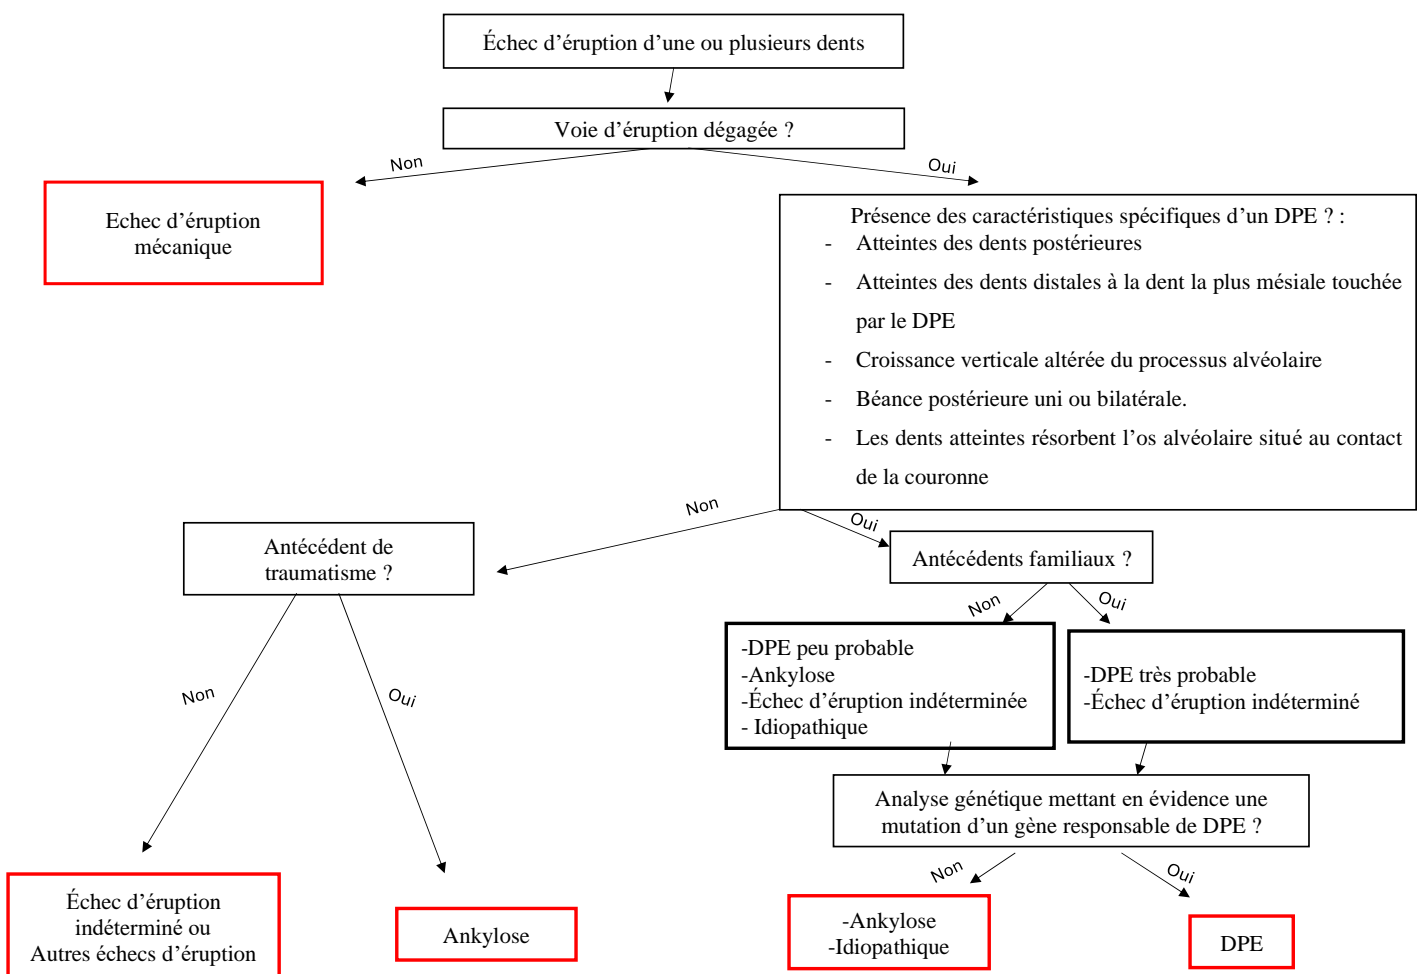 Échec d’éruption d’une ou plusieurs dents
Voie d’éruption dégagée ?
Non
Oui
Echec d’éruption
mécanique
Présence des caractéristiques spécifiques d’un DPE ? :
- Atteintes des dents postérieures
- Atteintes des dents distales à la dent la plus mésiale touchée
par le DPE
- Croissance verticale altérée du processus alvéolaire
- Béance postérieure uni ou bilatérale.
- Les dents atteintes résorbent l’os alvéolaire situé au contact
de la couronne
Non
Oui
Antécédent de
traumatisme ?
Antécédents familiaux ?
Non
Oui
-DPE peu probable
-Ankylose
-Échec d’éruption indéterminée
- Idiopathique
-DPE très probable
-Échec d’éruption indéterminé
Non
Oui
Analyse génétique mettant en évidence une
mutation d’un gène responsable de DPE ?
Non
Oui
Échec d’éruption
indéterminé ou
Autres échecs d’éruption
Ankylose
-Ankylose
-Idiopathique
DPE